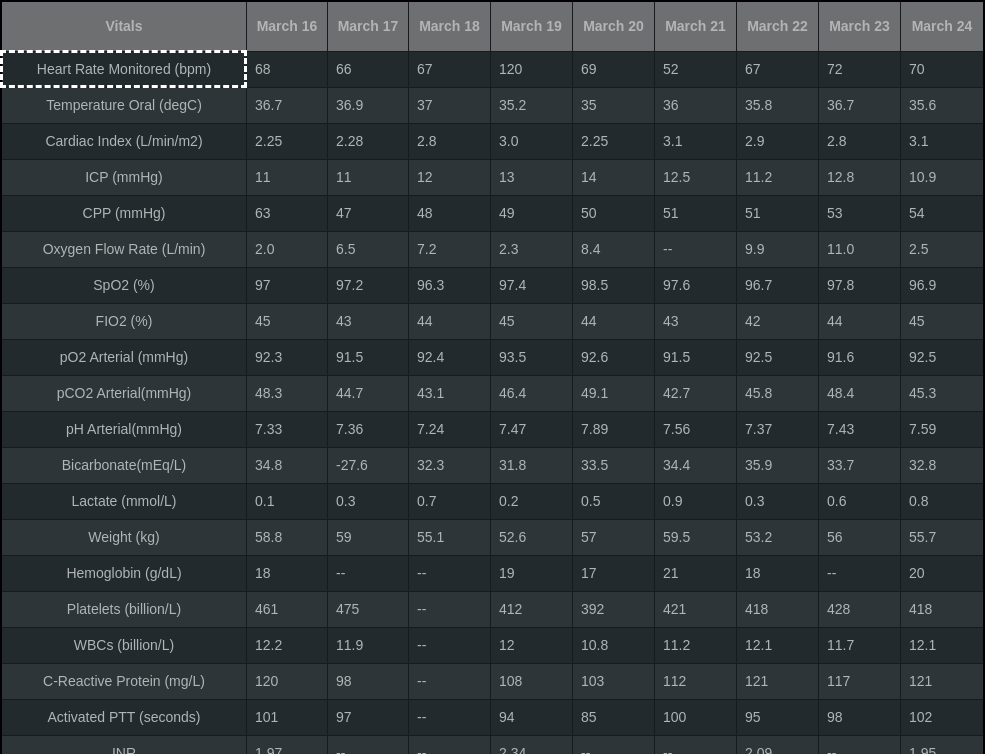 Vitals March 16 March 17 March 18 March 19 March 20 March 21 March 22 March 23 March 24
Heart Rate Monitored (bpm) 68 66 67 120 69 52 67 72 70
Temperature Oral (degC) 36.7 36.9 37 35.2 35 36 35.8 36.7 35.6
Cardiac Index (L/min/m2) 2.25 2.28 2.8 3.0 2.25 3.1 2.9 2.8 3.1
ICP (mmHg) 11 11 12 13 14 12.5 11.2 12.8 10.9
CPP (mmHg) 63 47 48 49 50 51 51 53 54
Oxygen Flow Rate (L/min) 2.0 6.5 7.2 2.3 8.4 -- 9.9 11.0 2.5
SpO2 (%) 97 97.2 96.3 97.4 98.5 97.6 96.7 97.8 96.9
FIO2 (%) 45 43 44 45 44 43 42 44 45
pO2 Arterial (mmHg) 92.3 91.5 92.4 93.5 92.6 91.5 92.5 91.6 92.5
pCO2 Arterial(mmHg) 48.3 44.7 43.1 46.4 49.1 42.7 45.8 48.4 45.3
pH Arterial(mmHg) 7.33 7.36 7.24 7.47 7.89 7.56 7.37 7.43 7.59
Bicarbonate(mEq/L) 34.8 -27.6 32.3 31.8 33.5 34.4 35.9 33.7 32.8
Lactate (mmol/L) 0.1 0.3 0.7 0.2 0.5 0.9 0.3 0.6 0.8
Weight (kg) 58.8 59 55.1 52.6 57 59.5 53.2 56 55.7
Hemoglobin (g/dL) 18 -- -- 19 17 21 18 -- 20
Platelets (billion/L) 461 475 -- 412 392 421 418 428 418
WBCs (billion/L) 12.2 11.9 -- 12 10.8 11.2 12.1 11.7 12.1
C-Reactive Protein (mg/L) 120 98 -- 108 103 112 121 117 121
Activated PTT (seconds) 101 97 -- 94 85 100 95 98 102
INR 1.97 -- -- 2.34 -- -- 2.09 -- 1.95